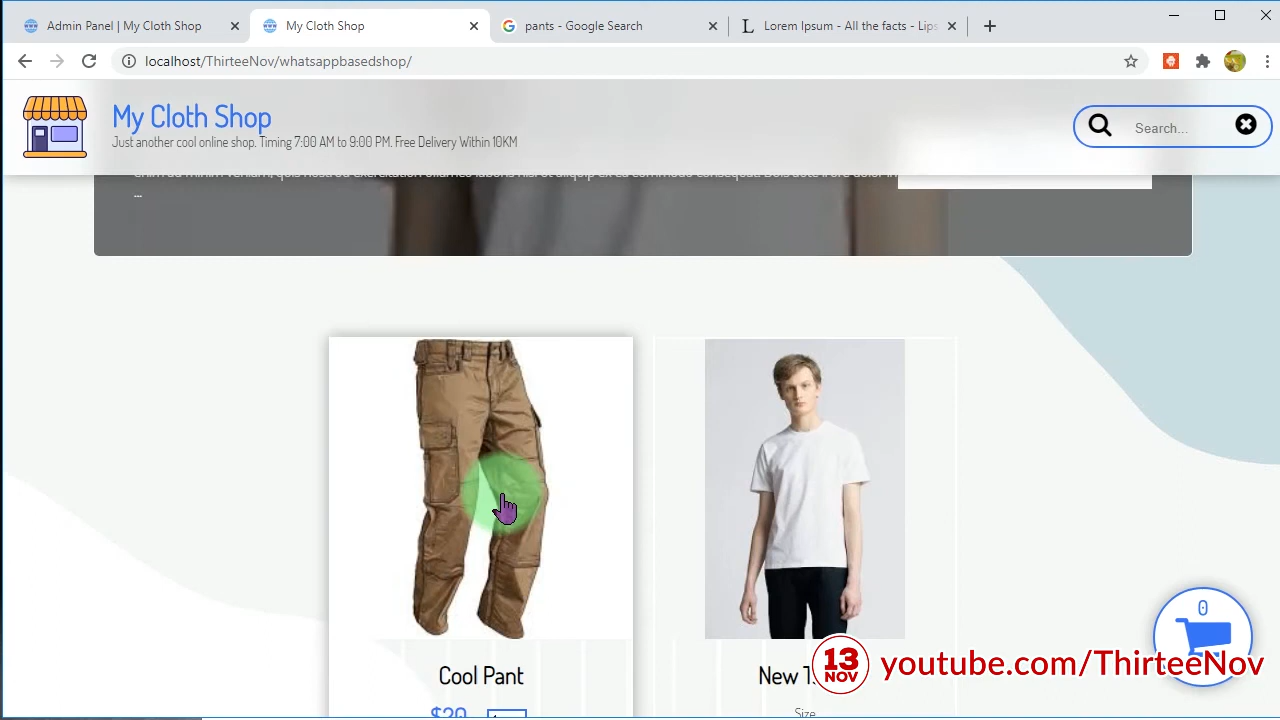 Admin Panel | My Cloth Shop
My Cloth Shop
pants - Google Search
Lorem Ipsum - All the facts - Lips
localhost/ThirteeNov/whatsappbasedshop/
My Cloth Shop
Just another cool online shop, Timing 7:00 AM to 9:00 PM. Free Delivery Within 10KM
Search...
...
0
Cool Pant
New
13
NOV
youtube.com/ThirteeNov
$20
Size